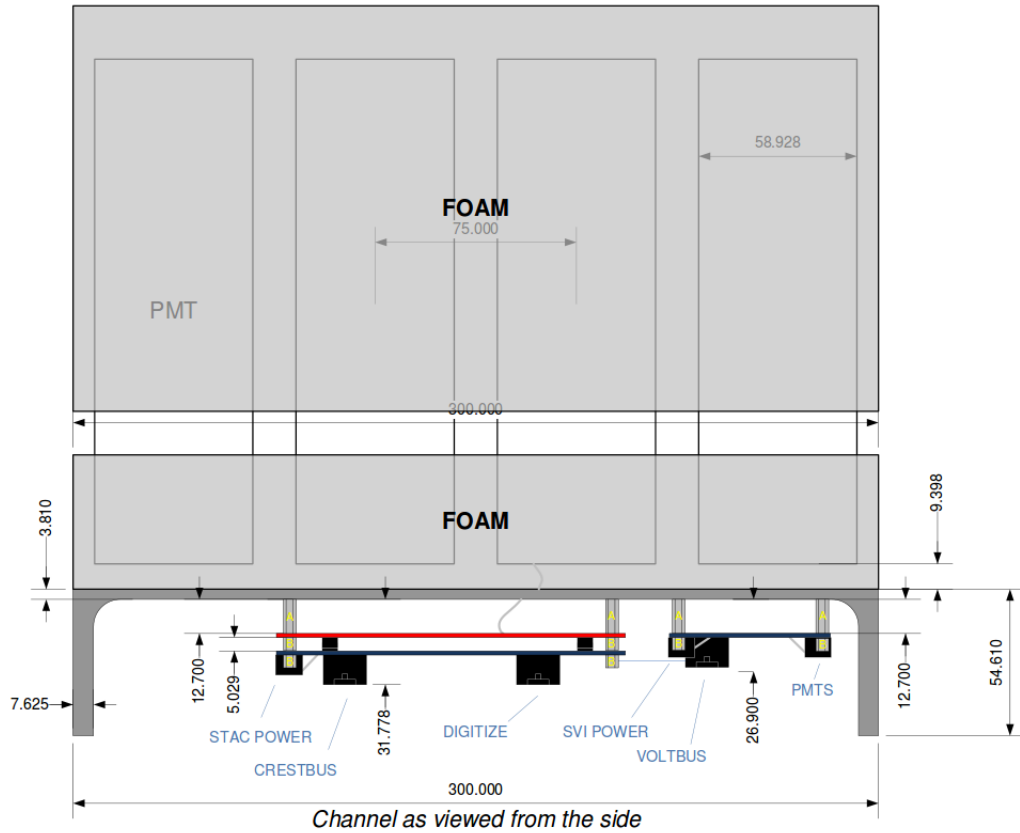 58.928
FOAM
75.000
PMT
300.000
3.810
FOAM
9.398
A
A
A
A
B
B
B
B
B
B
12.700
5.029
31.778
26.900
12.700
54.610
7.625
STAC POWER
CRESTBUS
DIGITIZE
SVI POWER
VOLTBUS
PMTS
300.000
Channel as viewed from the side